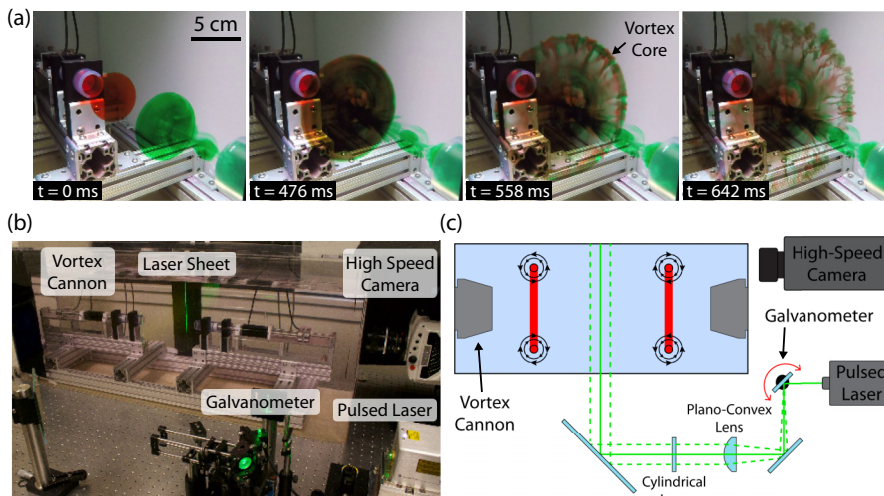 (a)
5 cm
Vortex
Core
t = 0 ms
t = 476 ms
t = 558 ms
t = 642 ms
(b)
Vortex
Cannon
Laser Sheet
High Speed
Camera
Galvanometer
Pulsed Laser
(c)
High-Speed
Camera
Galvanometer
Pulsed
Laser
Plano-Convex
Lens
Vortex
Cannon
Cylindrical